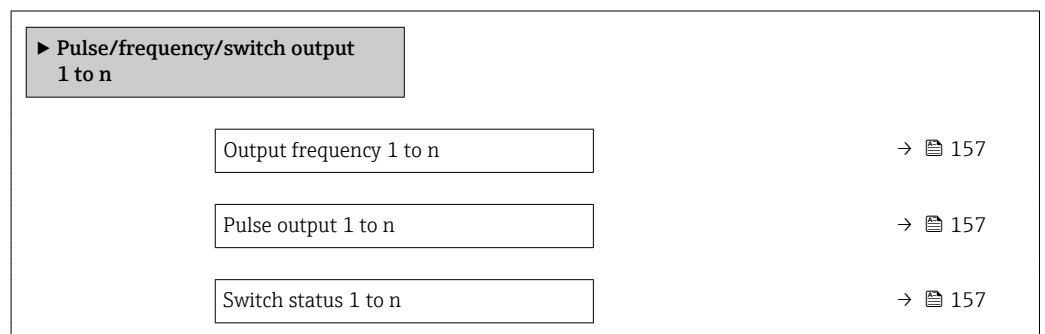 ▶ Pulse/frequency/switch output
1 to n
Output frequency 1 to n → 157
Pulse output 1 to n → 157
Switch status 1 to n → 157